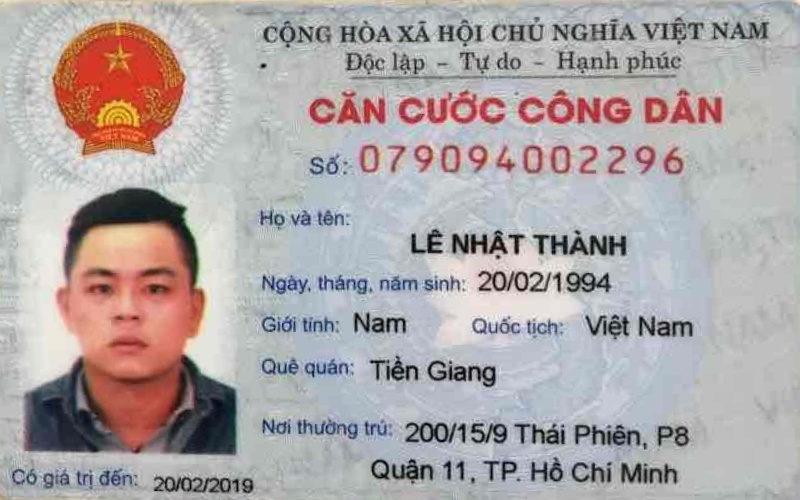 CỘNG HÒA XÃ HỘI CHỦ NGHĨA VIỆT NAM
Độc lập - Tự do - Hạnh phúc
CĂN CƯỚC CÔNG DÂN
Số: 079094002296
Họ và tên:
LÊ NHẬT THÀNH
Ngày, tháng, năm sinh: 20/02/1994
Giới tính: Nam Quốc tịch: Việt Nam
Quê quán: Tiền Giang
Nơi thường trú: 200/15/9 Thái Phiên, P8
Quận 11, TP. Hồ Chí Minh
Có giá trị đến: 20/02/2019